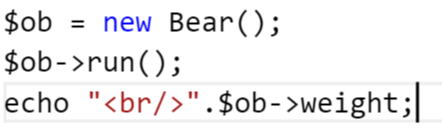 $ob = new Bear();
$ob->run();
echo "<br/>".$ob->weight;